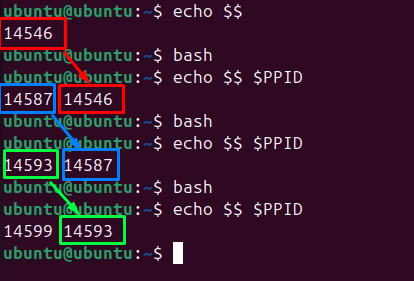 ubuntu@ubuntu:~$ echo $$
14546
ubuntu@ubuntu:~$ bash
ubuntu@ubuntu:~$ echo $$ $PPID
14587 14546
ubuntu@ubuntu:~$ bash
ubuntu@ubuntu:~$ echo $$ $PPID
14593 14587
ubuntu@ubuntu:~$ bash
ubuntu@ubuntu:~$ echo $$ $PPID
14599 14593
ubuntu@ubuntu:~$